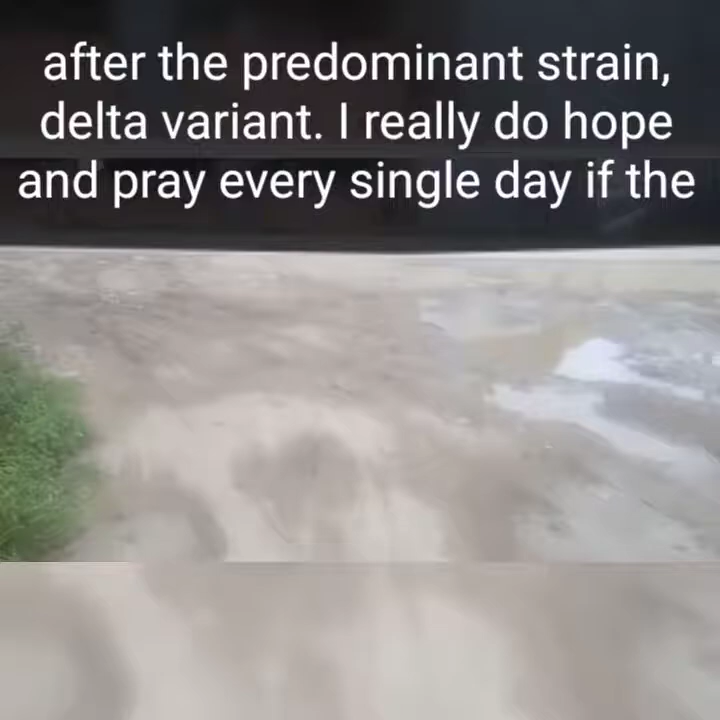 after the predominant strain,
delta variant. I really do hope
and pray every single day if the